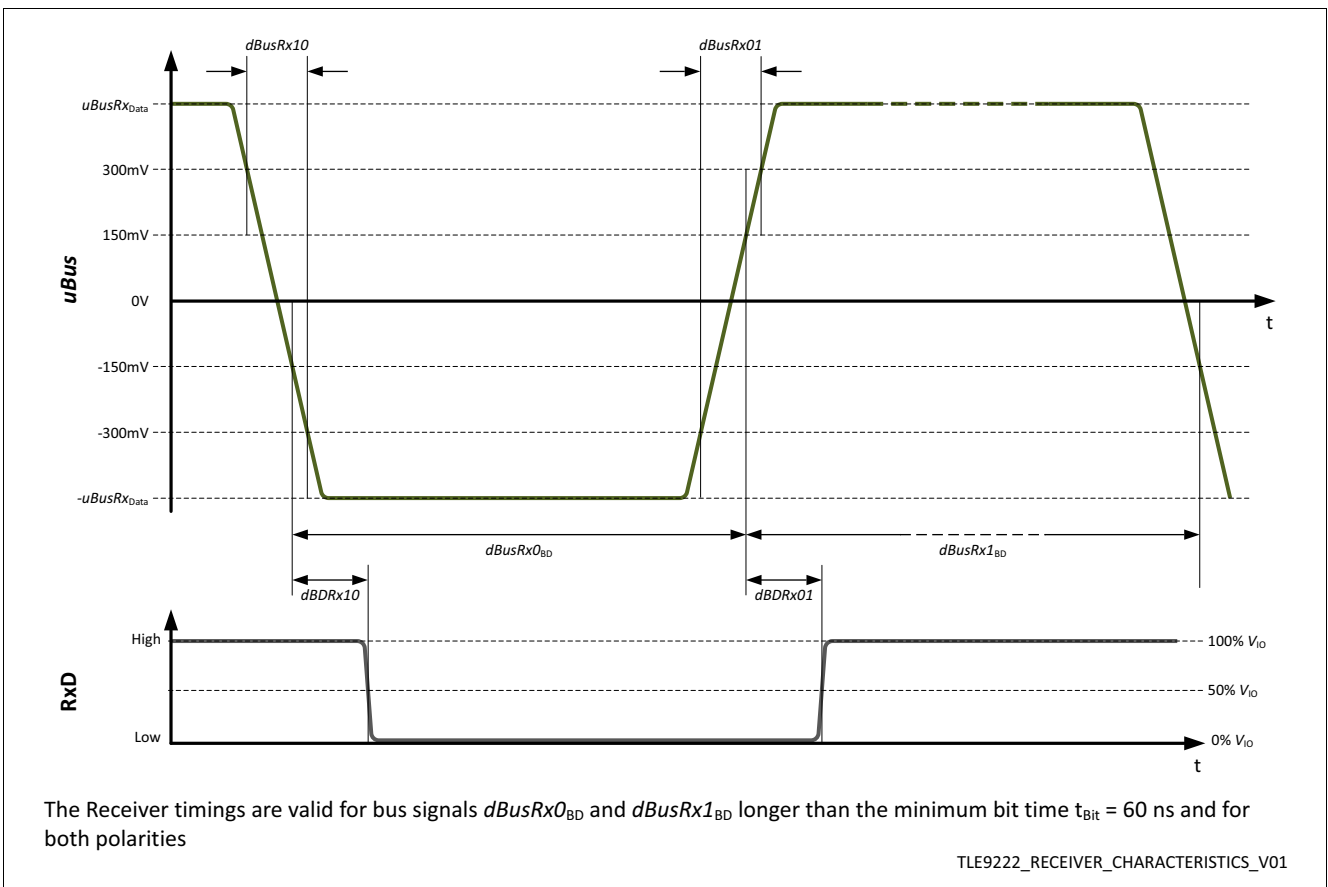 dBusRx10
dBusRx01
uBusRxData
300mV
150mV
uBus
0V
t
-150mV
-300mV
-uBusRxData
dBusRx0BD
dBusRx1BD
dBDRx10
dBDRx01
High
100% VIO
RxD
50% VIO
Low
0% VIO
t
The Receiver timings are valid for bus signals dBusRx0BD and dBusRx1BD longer than the minimum bit time tBit = 60 ns and for
both polarities
TLE9222_RECEIVER_CHARACTERISTICS_V01